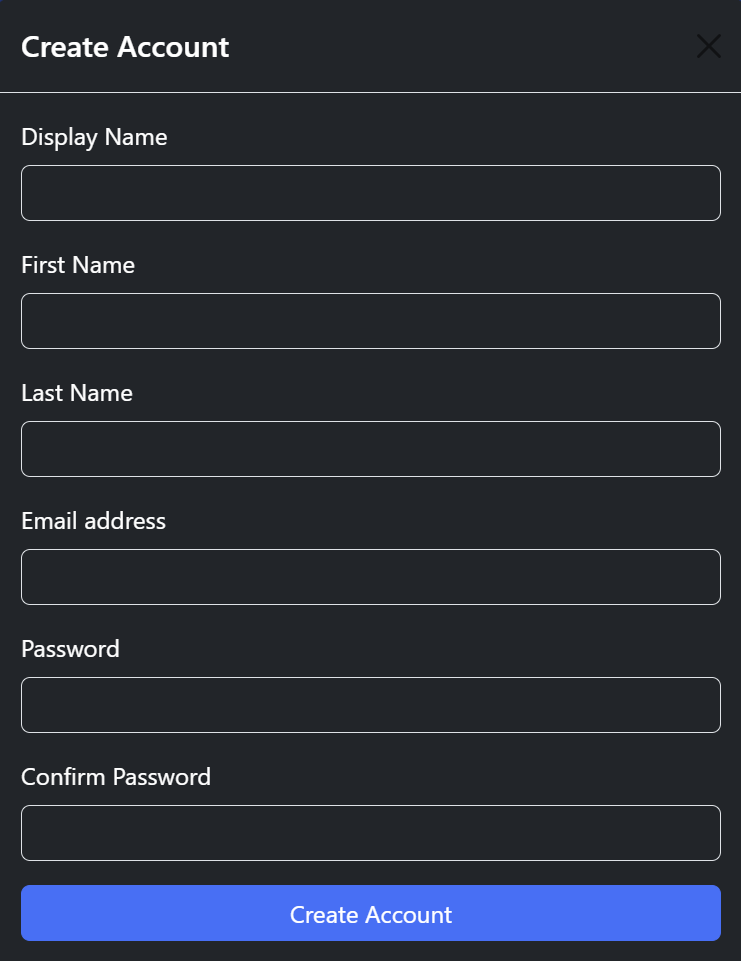 Create Account
Display Name
First Name
Last Name
Email address
Password
Confirm Password
Create Account